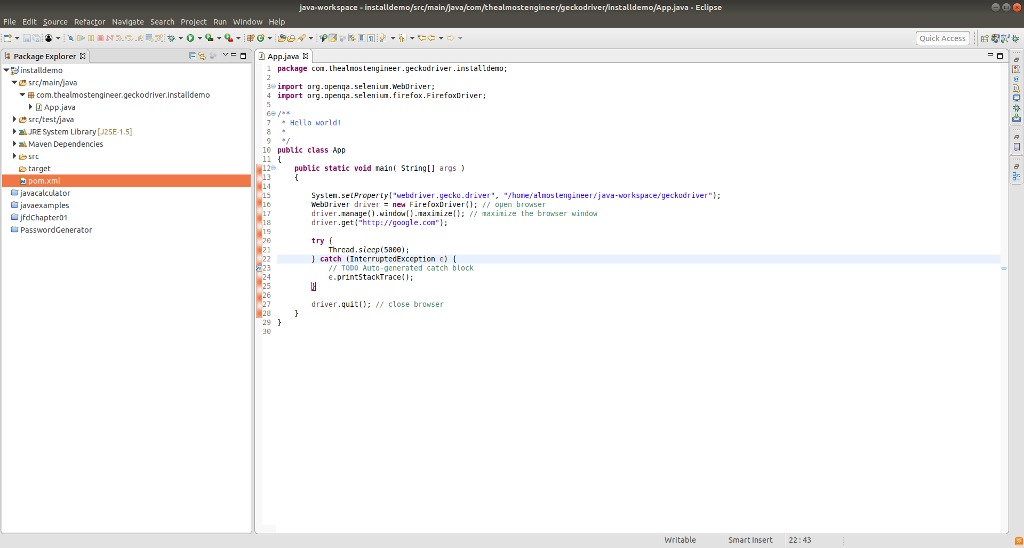 java-workspace - installdemo/src/main/java/com/thealmostengineer/geckodriver/installdemo/App.java - Eclipse
File Edit Source Refactor Navigate Search Project Run Window Help
Quick Access
Package Explorer
installdemo
src/main/java
com.thealmostengineer.geckodriver.installdemo
App.java
src/test/java
JRE System Library [J2SE-1.5]
Maven Dependencies
src
target
pom.xml
javacalculator
javaexamples
jfdChapter01
PasswordGenerator
App.java
1 package com.thealmostengineer.geckodriver.installdemo;
2
3 import org.openqa.selenium.WebDriver;
4 import org.openqa.selenium.firefox.FirefoxDriver;
5
6 /**
7 * Hello world!
8 *
9 */
10 public class App
11 {
12 public static void main( String[] args )
13 {
14
15 System.setProperty("webdriver.gecko.driver", "/home/almostengineer/java-workspace/geckodriver");
16 WebDriver driver = new FirefoxDriver(); // open browser
17 driver.manage().window().maximize(); // maximize the browser window
18 driver.get("http://google.com");
19
20 try {
21 Thread.sleep(5000);
22 } catch (InterruptedException e) {
23 // TODO Auto-generated catch block
24 e.printStackTrace();
25 }
26
27 driver.quit(); // close browser
28 }
29 }
30
Writable Smart Insert 22 : 43